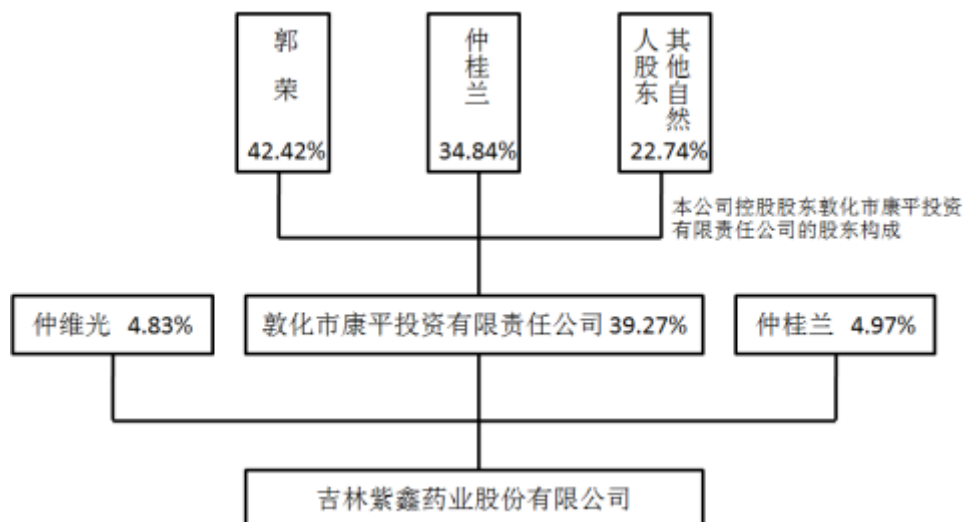 郭荣
42.42%
仲桂兰
34.84%
其他自然
人股东
22.74%
本公司控股股东敦化市康平投资
有限责任公司的股东构成
仲维光 4.83%
敦化市康平投资有限责任公司 39.27%
仲桂兰 4.97%
吉林紫鑫药业股份有限公司